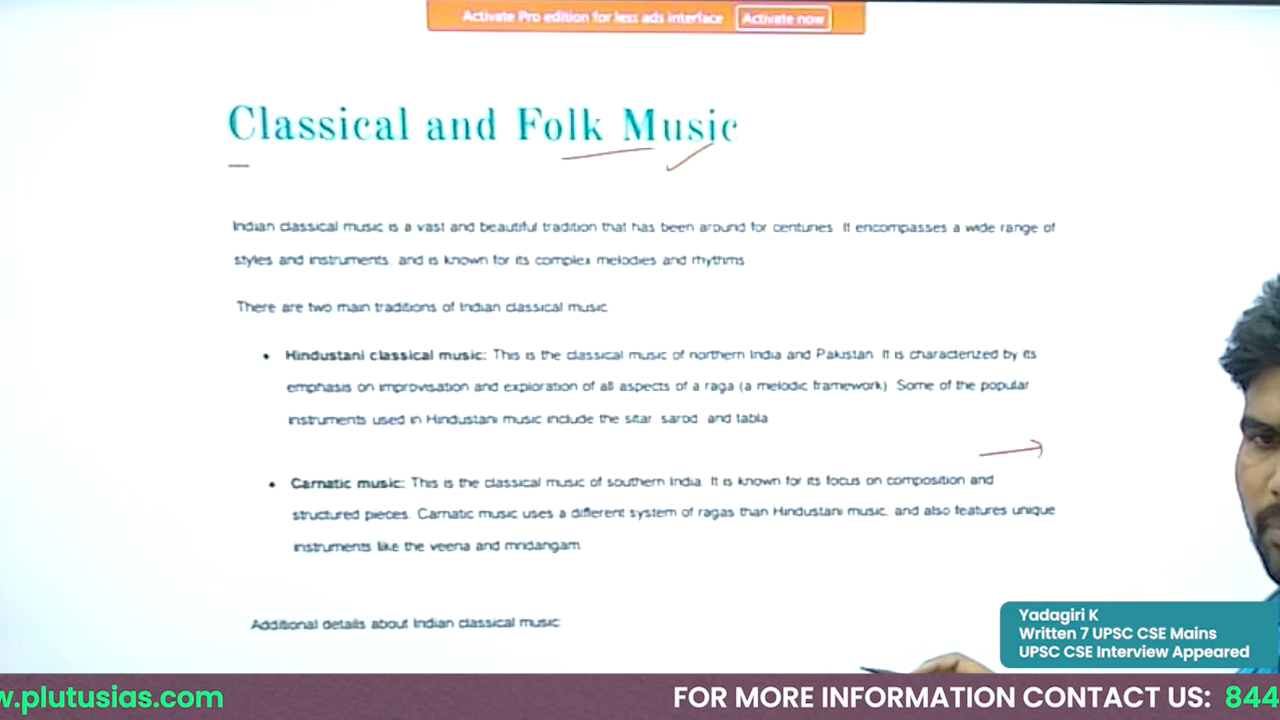 Activate Pro edition for less ads interface Activate now
Classical and Folk Music
Indian classical music is a vast and beautiful tradition that has been around for centuries. It encompasses a wide range of
styles and instruments, and is known for its complex melodies and rhythms.
There are two main traditions of Indian classical music:
• Hindustani classical music: This is the classical music of northern India and Pakistan. It is characterized by its
emphasis on improvisation and exploration of all aspects of a raga (a melodic framework). Some of the popular
instruments used in Hindustani music include the sitar, sarod, and tabla.
• Carnatic music: This is the classical music of southern India. It is known for its focus on composition and
structured pieces. Carnatic music uses a different system of ragas than Hindustani music, and also features unique
instruments like the veena and mridangam.
Additional details about Indian classical music:
Yadagiri K
Written 7 UPSC CSE Mains
UPSC CSE Interview Appeared
w.plutusias.com FOR MORE INFORMATION CONTACT US: 844